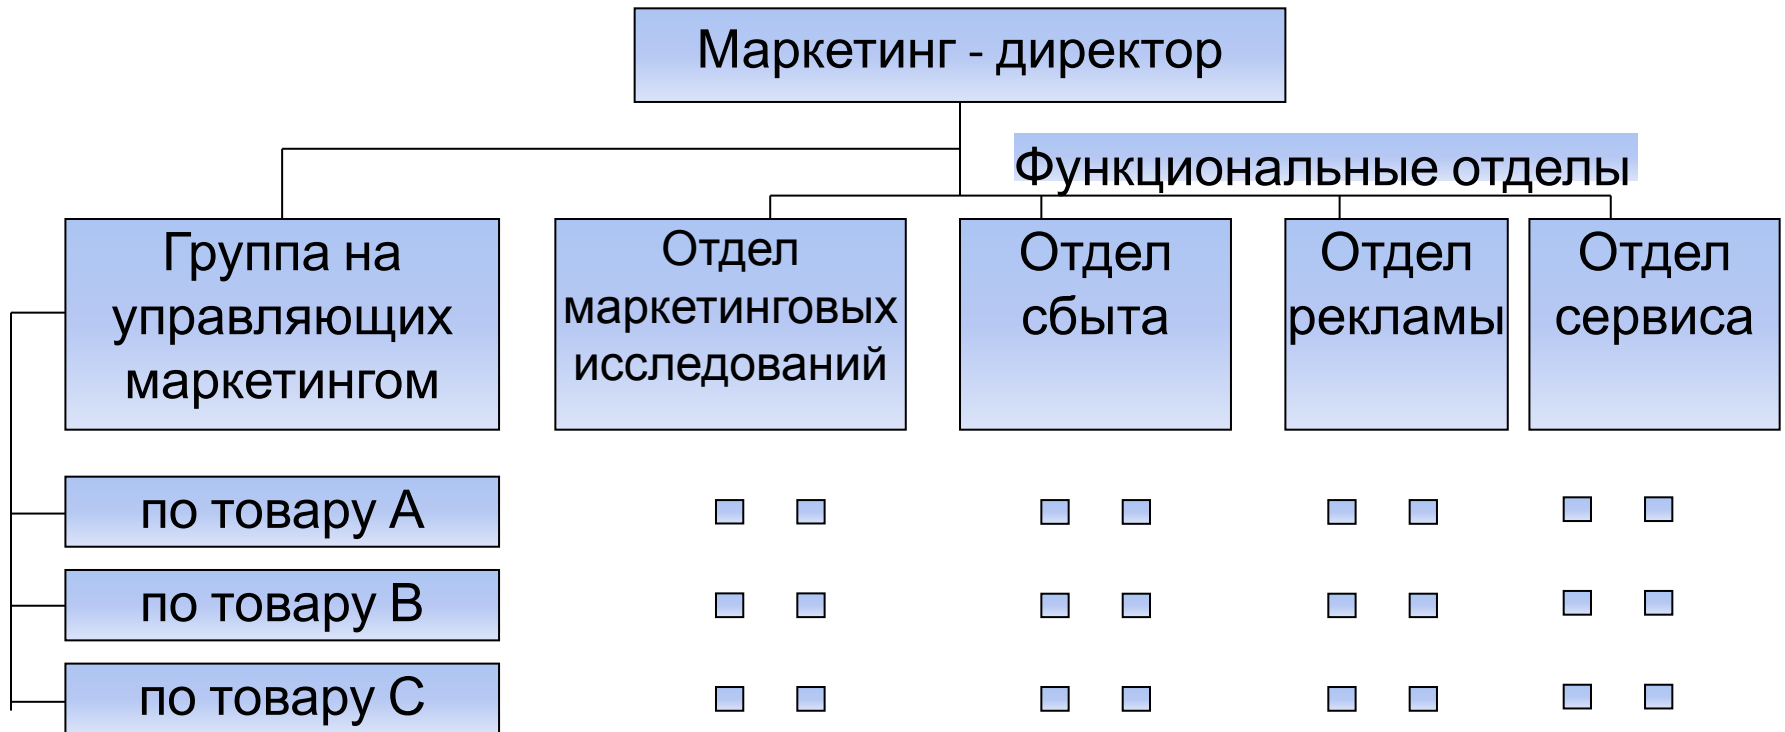 Маркетинг - директор
Функциональные отделы
Группа на
управляющих
маркетингом
Отдел
маркетинговых
исследований
Отдел
сбыта
Отдел
рекламы
Отдел
сервиса
по товару А
по товару В
по товару С